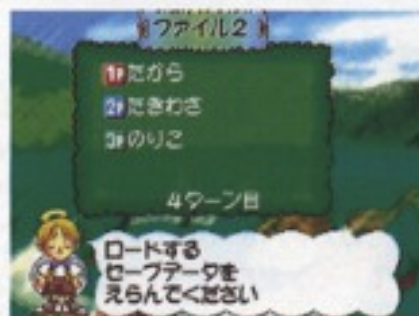 ファイル2
1P たから
2P たきわさ
3P のりこ
4ターン目
ロードする
セーブデータを
えらんでください